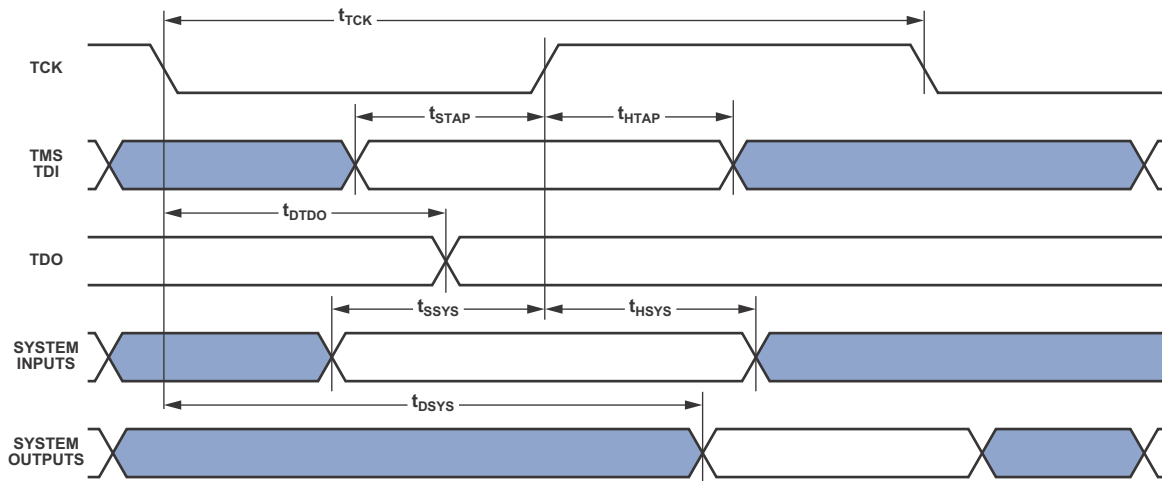 tTCK
TCK
tSTAP
tHTAP
TMS
TDI
tDTDO
TDO
tSSYS
tHSYS
SYSTEM
INPUTS
tDSYS
SYSTEM
OUTPUTS